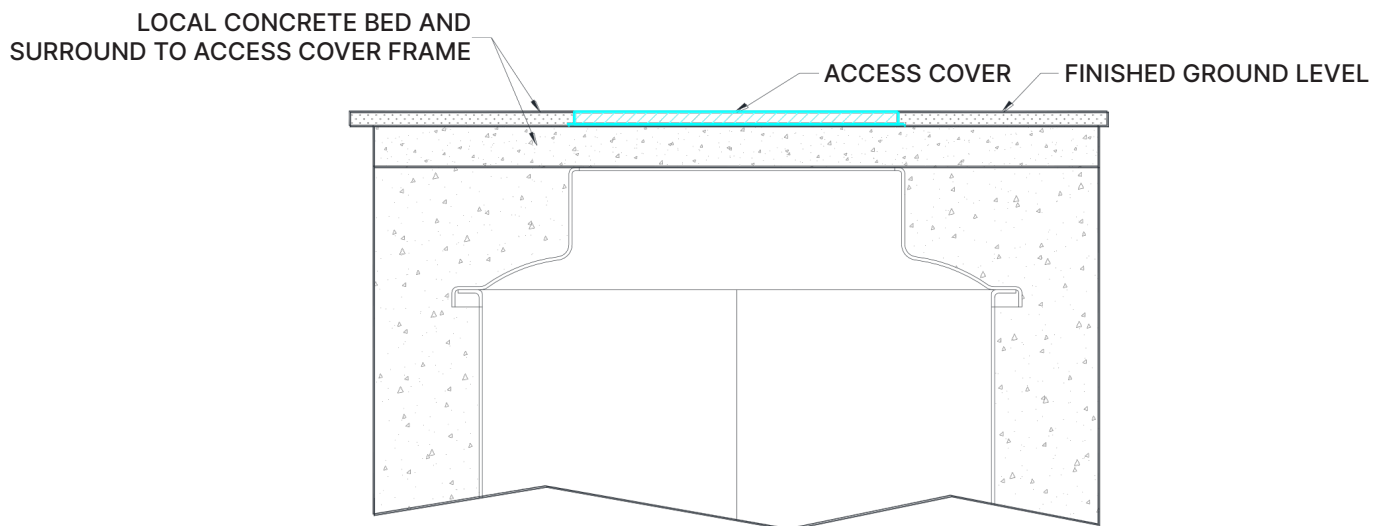 LOCAL CONCRETE BED AND
SURROUND TO ACCESS COVER FRAME
ACCESS COVER
FINISHED GROUND LEVEL